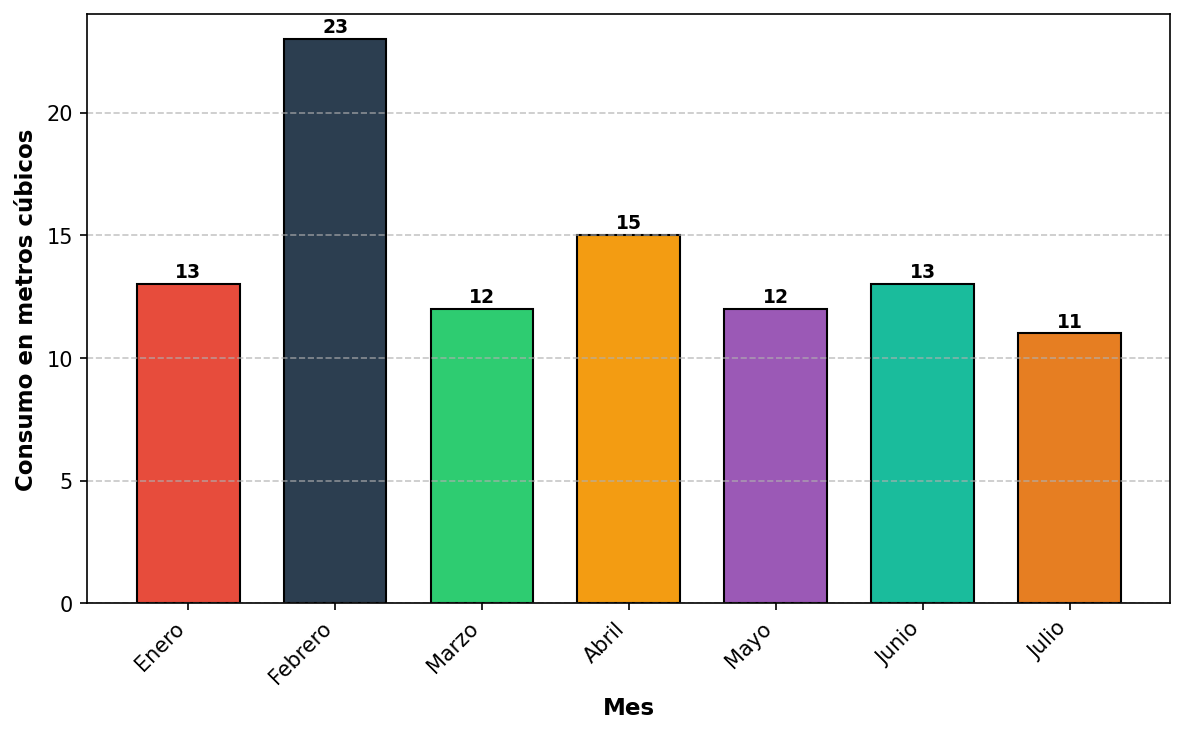 23
20
Consumo en metros cúbicos
15
15
13
13
12
12
11
10
5
0
Enero
Febrero
Marzo
Abril
Mayo
Junio
Julio
Mes